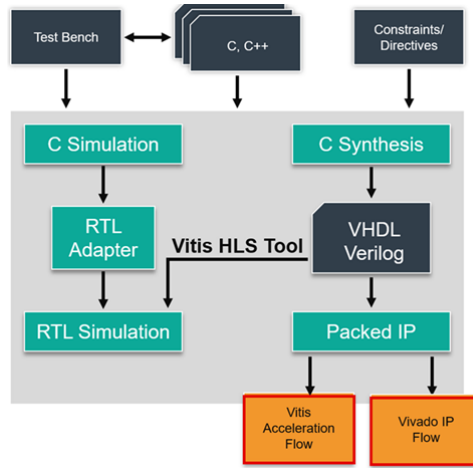 Test Bench
C, C++
Constraints/
Directives
C Simulation
C Synthesis
RTL
Adapter
Vitis HLS Tool
VHDL
Verilog
RTL Simulation
Packed IP
Vitis
Acceleration
Flow
Vivado IP
Flow